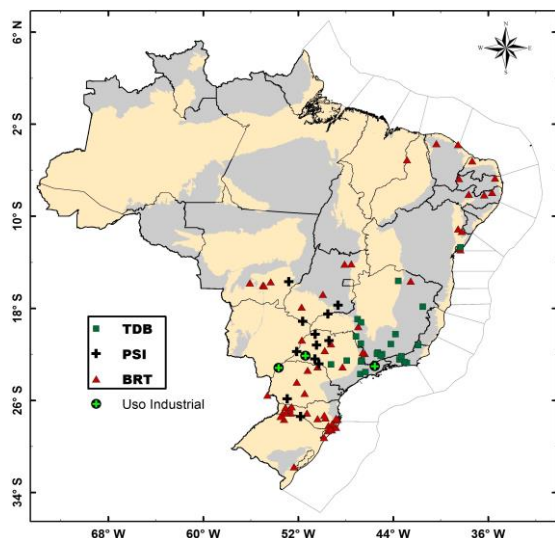 6° N
N
W
E
S
2° S
10° S
18° S
TDB
PSI
BRT
Uso Industrial
26° S
34° S
68° W
60° W
52° W
44° W
36° W